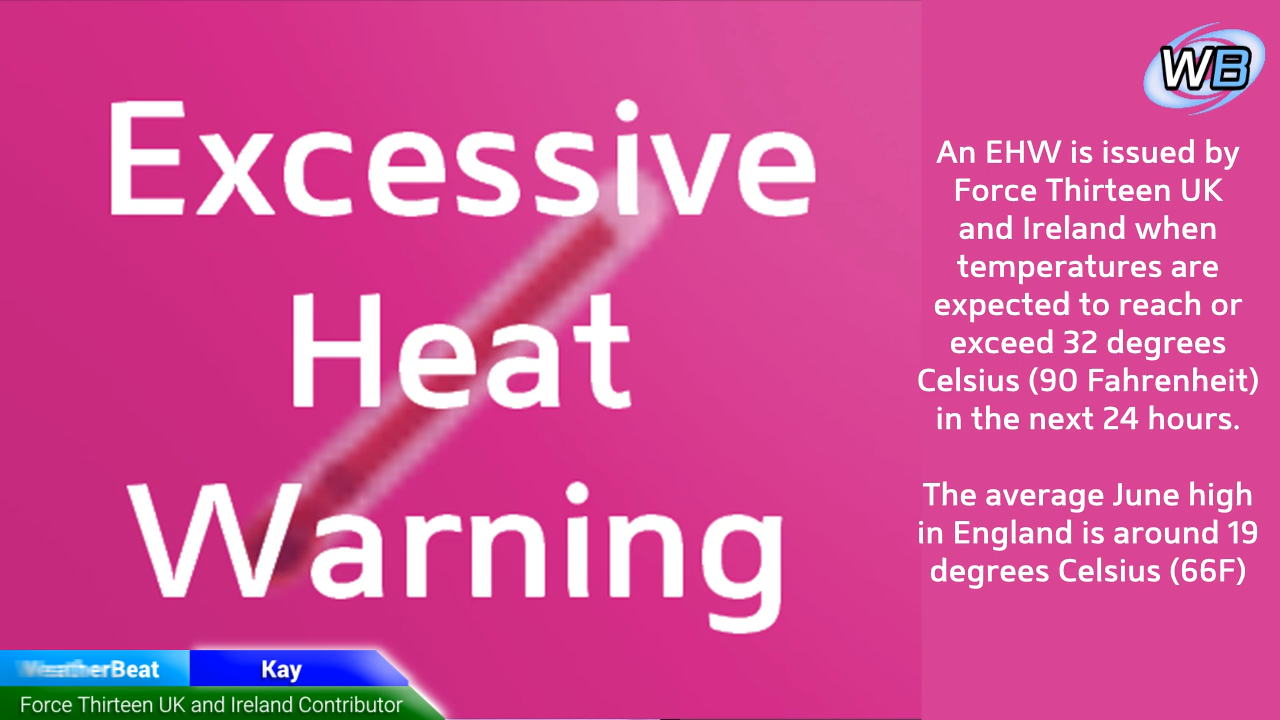 Excessive
Heat
Warning
WB
An EHW is issued by
Force Thirteen UK
and Ireland when
temperatures are
expected to reach or
exceed 32 degrees
Celsius (90 Fahrenheit)
in the next 24 hours.
The average June high
in England is around 19
degrees Celsius (66F)
WeatherBeat Kay
Force Thirteen UK and Ireland Contributor